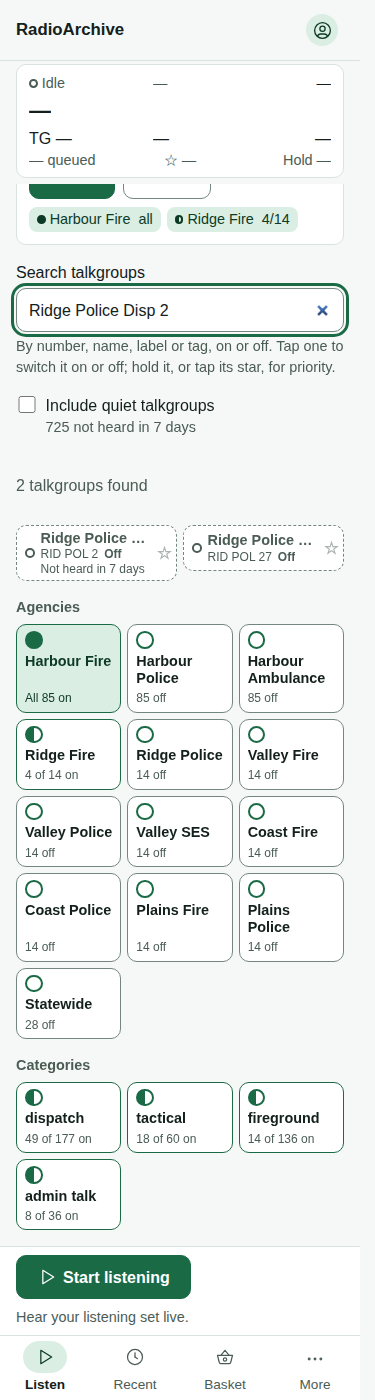 RadioArchive
Idle — —
—
TG — — —
— queued ☆ — Hold —
Harbour Fire all Ridge Fire 4/14
Search talkgroups
Ridge Police Disp 2
By number, name, label or tag, on or off. Tap one to
switch it on or off; hold it, or tap its star, for priority.
Include quiet talkgroups
725 not heard in 7 days
2 talkgroups found
Ridge Police …
RID POL 2 Off
Not heard in 7 days
Ridge Police …
RID POL 27 Off
Agencies
Harbour Fire
All 85 on
Harbour
Police
85 off
Harbour
Ambulance
85 off
Ridge Fire
4 of 14 on
Ridge Police
14 off
Valley Fire
14 off
Valley Police
14 off
Valley SES
14 off
Coast Fire
14 off
Coast Police
14 off
Plains Fire
14 off
Plains
Police
14 off
Statewide
28 off
Categories
dispatch
49 of 177 on
tactical
18 of 60 on
fireground
14 of 136 on
admin talk
8 of 36 on
Start listening
Hear your listening set live.
Listen Recent Basket More